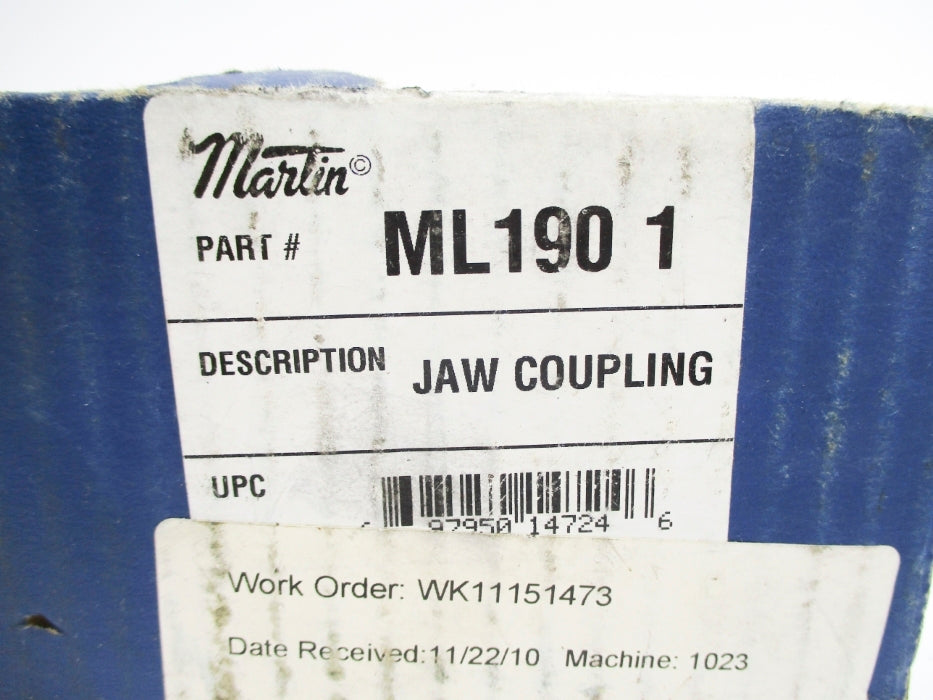 Martin©
PART # ML190 1
DESCRIPTION JAW COUPLING
UPC
97950 14724 6
Work Order: WK11151473
Date Received:11/22/10 Machine: 1023